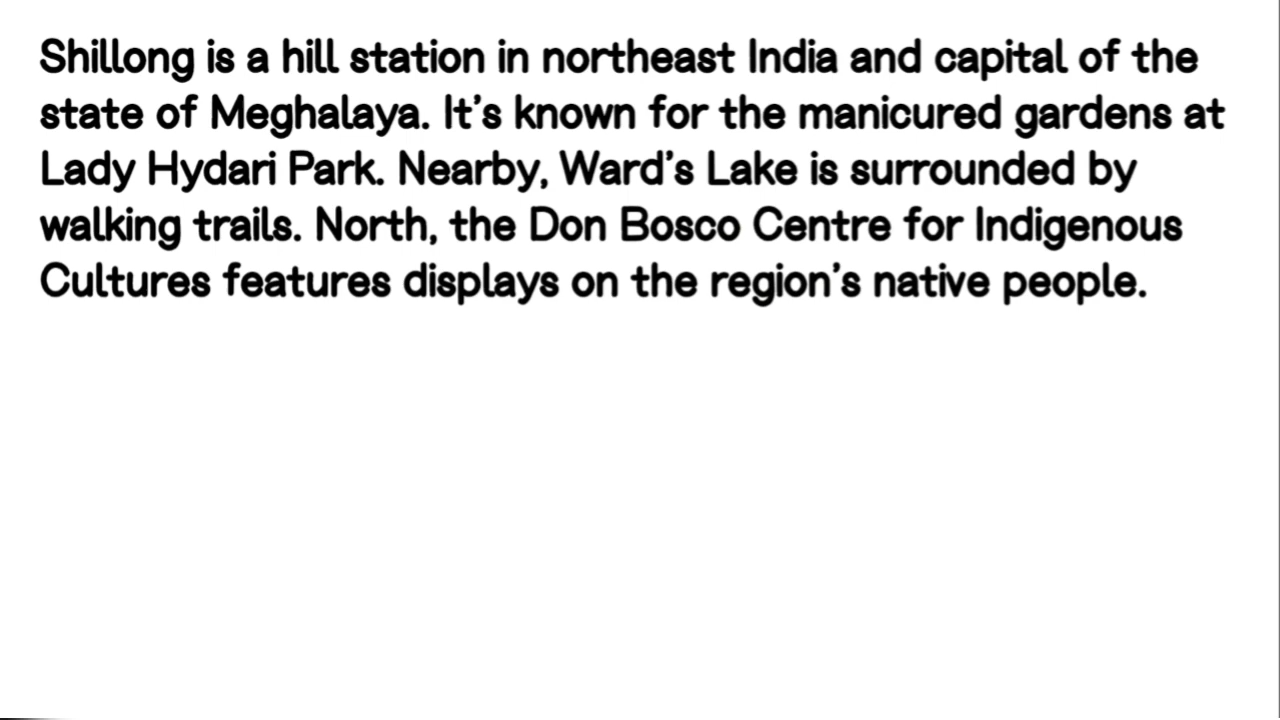 Shillong is a hill station in northeast India and capital of the
state of Meghalaya. It’s known for the manicured gardens at
Lady Hydari Park. Nearby, Ward’s Lake is surrounded by
walking trails. North, the Don Bosco Centre for Indigenous
Cultures features displays on the region’s native people.